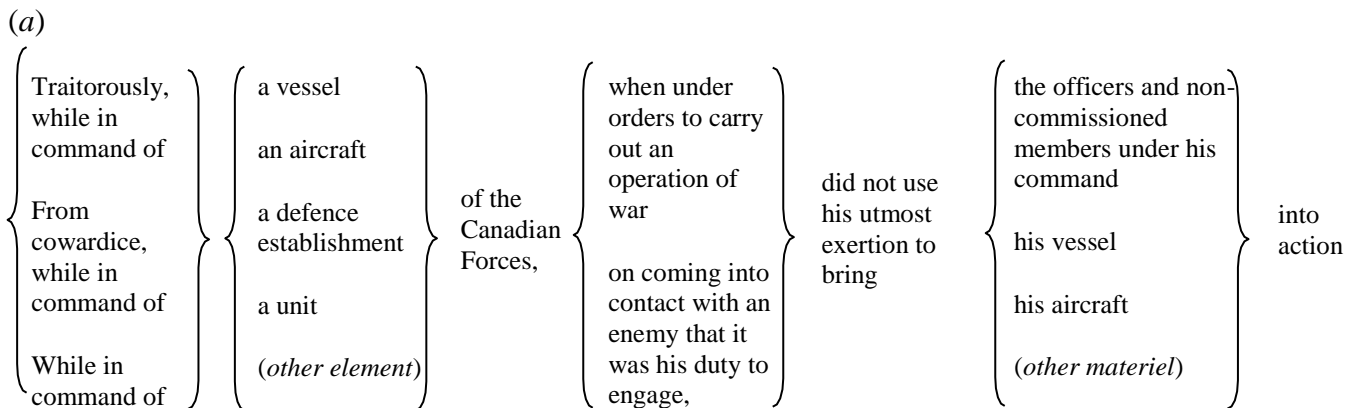 (a)
Traitorously,
while in
command of
From
cowardice,
while in
command of
While in
command of
a vessel
an aircraft
a defence
establishment
a unit
(other element)
of the
Canadian
Forces,
when under
orders to carry
out an
operation of
war
on coming into
contact with an
enemy that it
was his duty to
engage,
did not use
his utmost
exertion to
bring
the officers and non-
commissioned
members under his
command
his vessel
his aircraft
(other materiel)
into
action